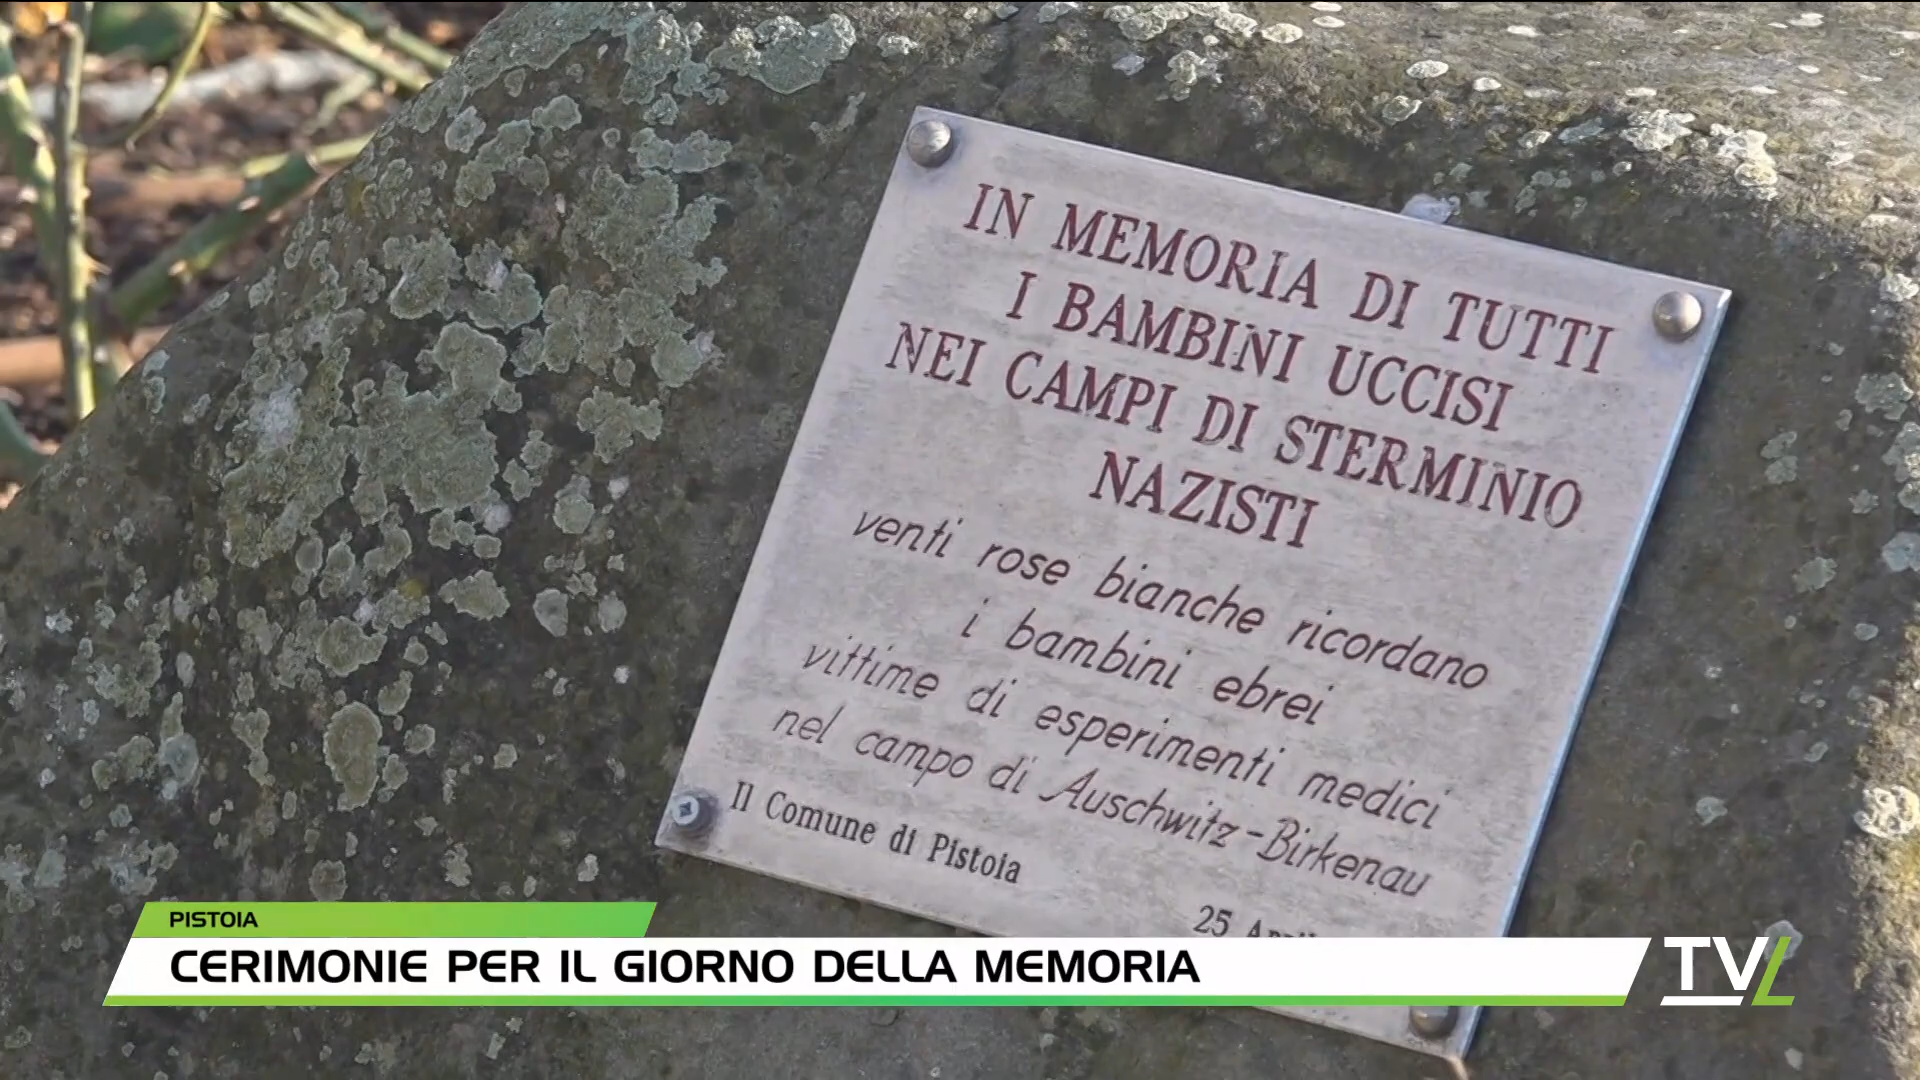 IN MEMORIA DI TUTTI
I BAMBINI UCCISI
NEI CAMPI DI STERMINIO
NAZISTI
venti rose bianche ricordano
i bambini ebrei
vittime di esperimenti medici
nel campo di Auschwitz-Birkenau
Il Comune di Pistoia
25
PISTOIA
CERIMONIE PER IL GIORNO DELLA MEMORIA
TVL